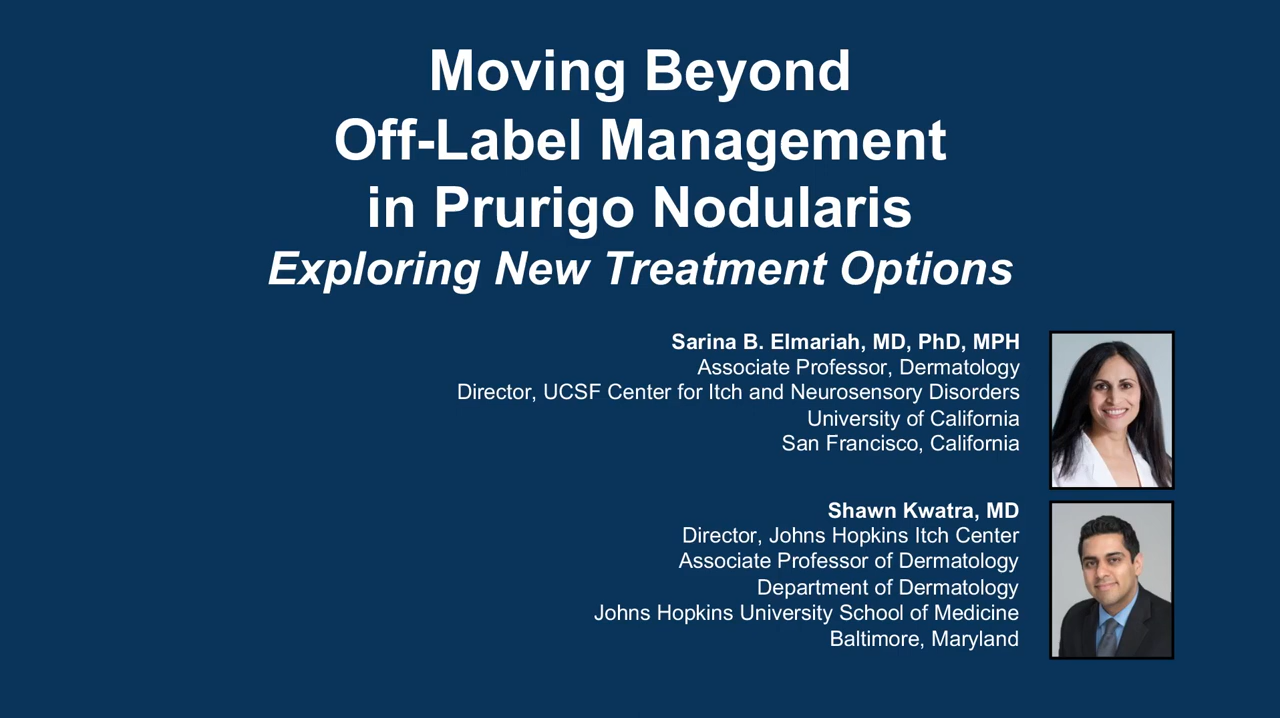 Moving Beyond
Off-Label Management
in Prurigo Nodularis
Exploring New Treatment Options
Sarina B. Elmariah, MD, PhD, MPH
Associate Professor, Dermatology
Director, UCSF Center for Itch and Neurosensory Disorders
University of California
San Francisco, California
Shawn Kwatra, MD
Director, Johns Hopkins Itch Center
Associate Professor of Dermatology
Department of Dermatology
Johns Hopkins University School of Medicine
Baltimore, Maryland